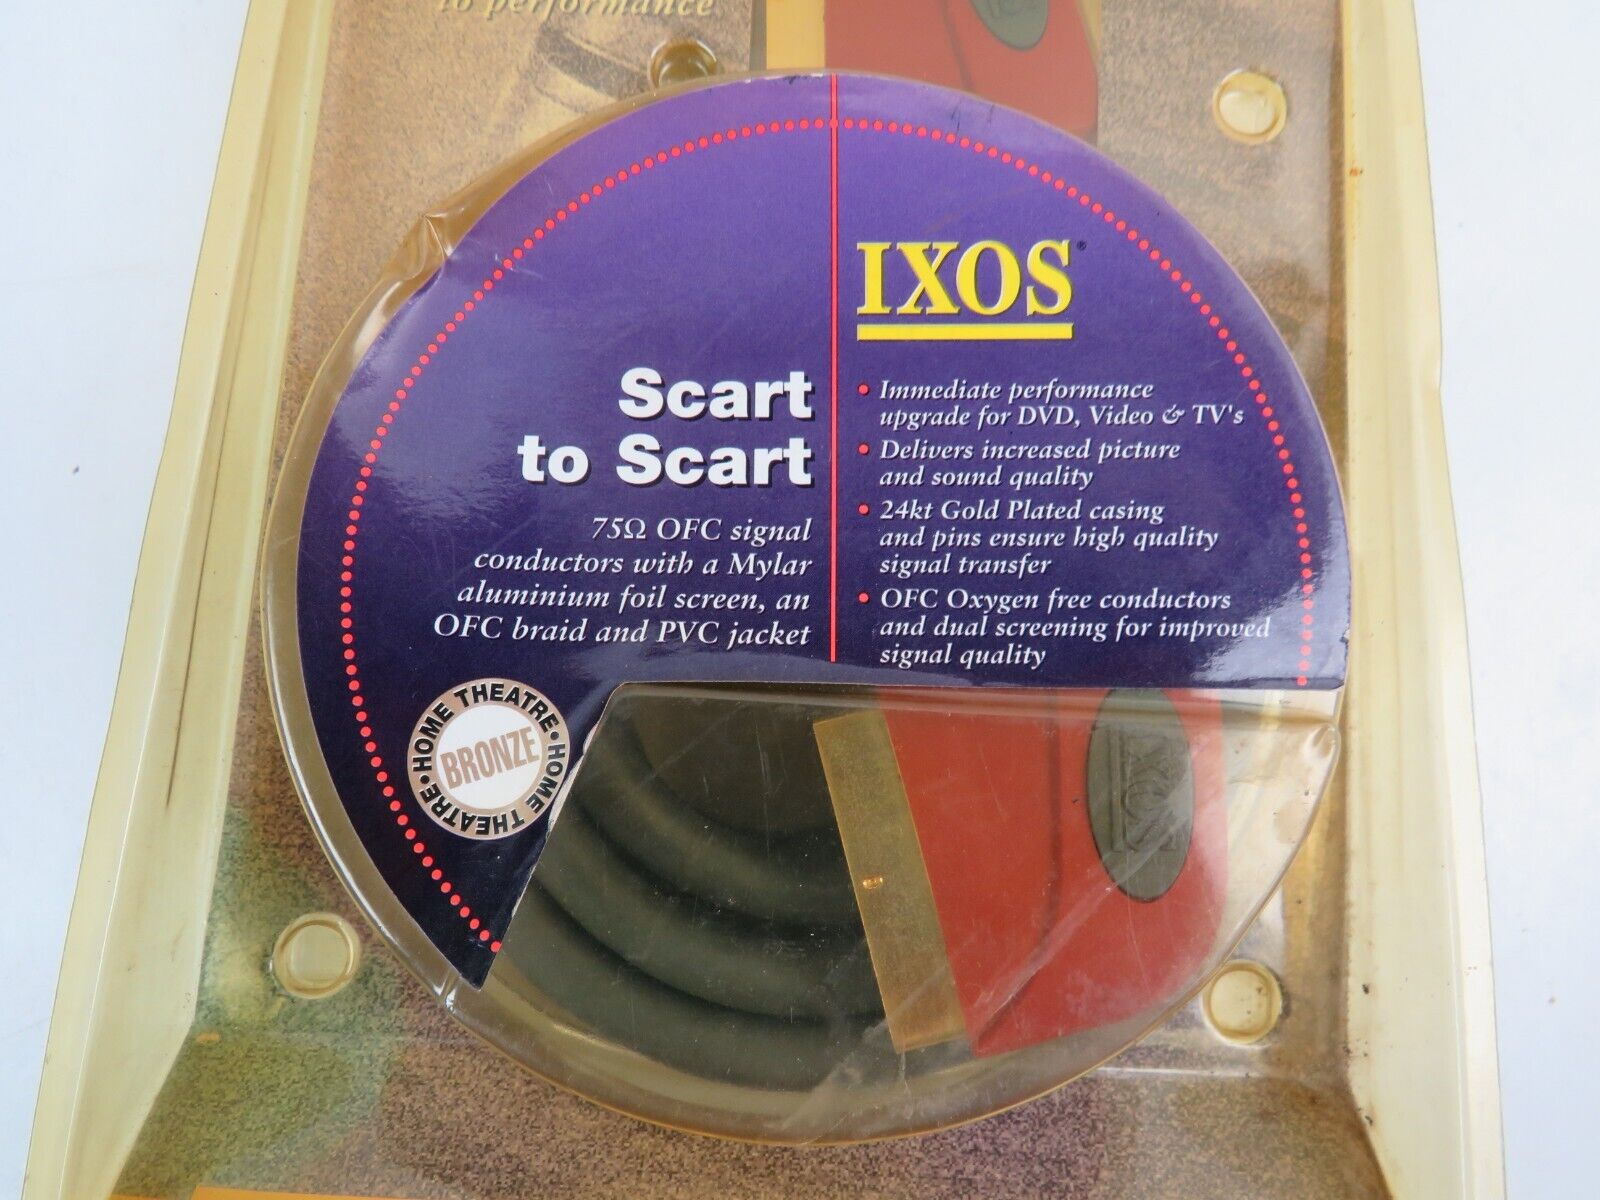 to performance
IXOS®
Scart
to Scart
75Ω OFC signal
conductors with a Mylar
aluminium foil screen, an
OFC braid and PVC jacket
• Immediate performance
upgrade for DVD, Video & TV's
• Delivers increased picture
and sound quality
• 24kt Gold Plated casing
and pins ensure high quality
signal transfer
• OFC Oxygen free conductors
and dual screening for improved
signal quality
HOME THEATRE • HOME THEATRE •
BRONZE
IXOS